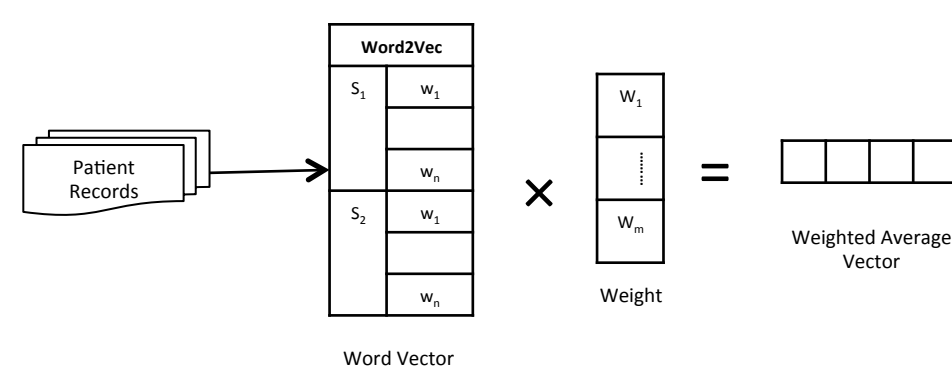 Word2Vec
S1 w1
wn
S2 w1
wn
Word Vector
Patient
Records
×
W1
........
Wm
Weight
=
Weighted Average
Vector